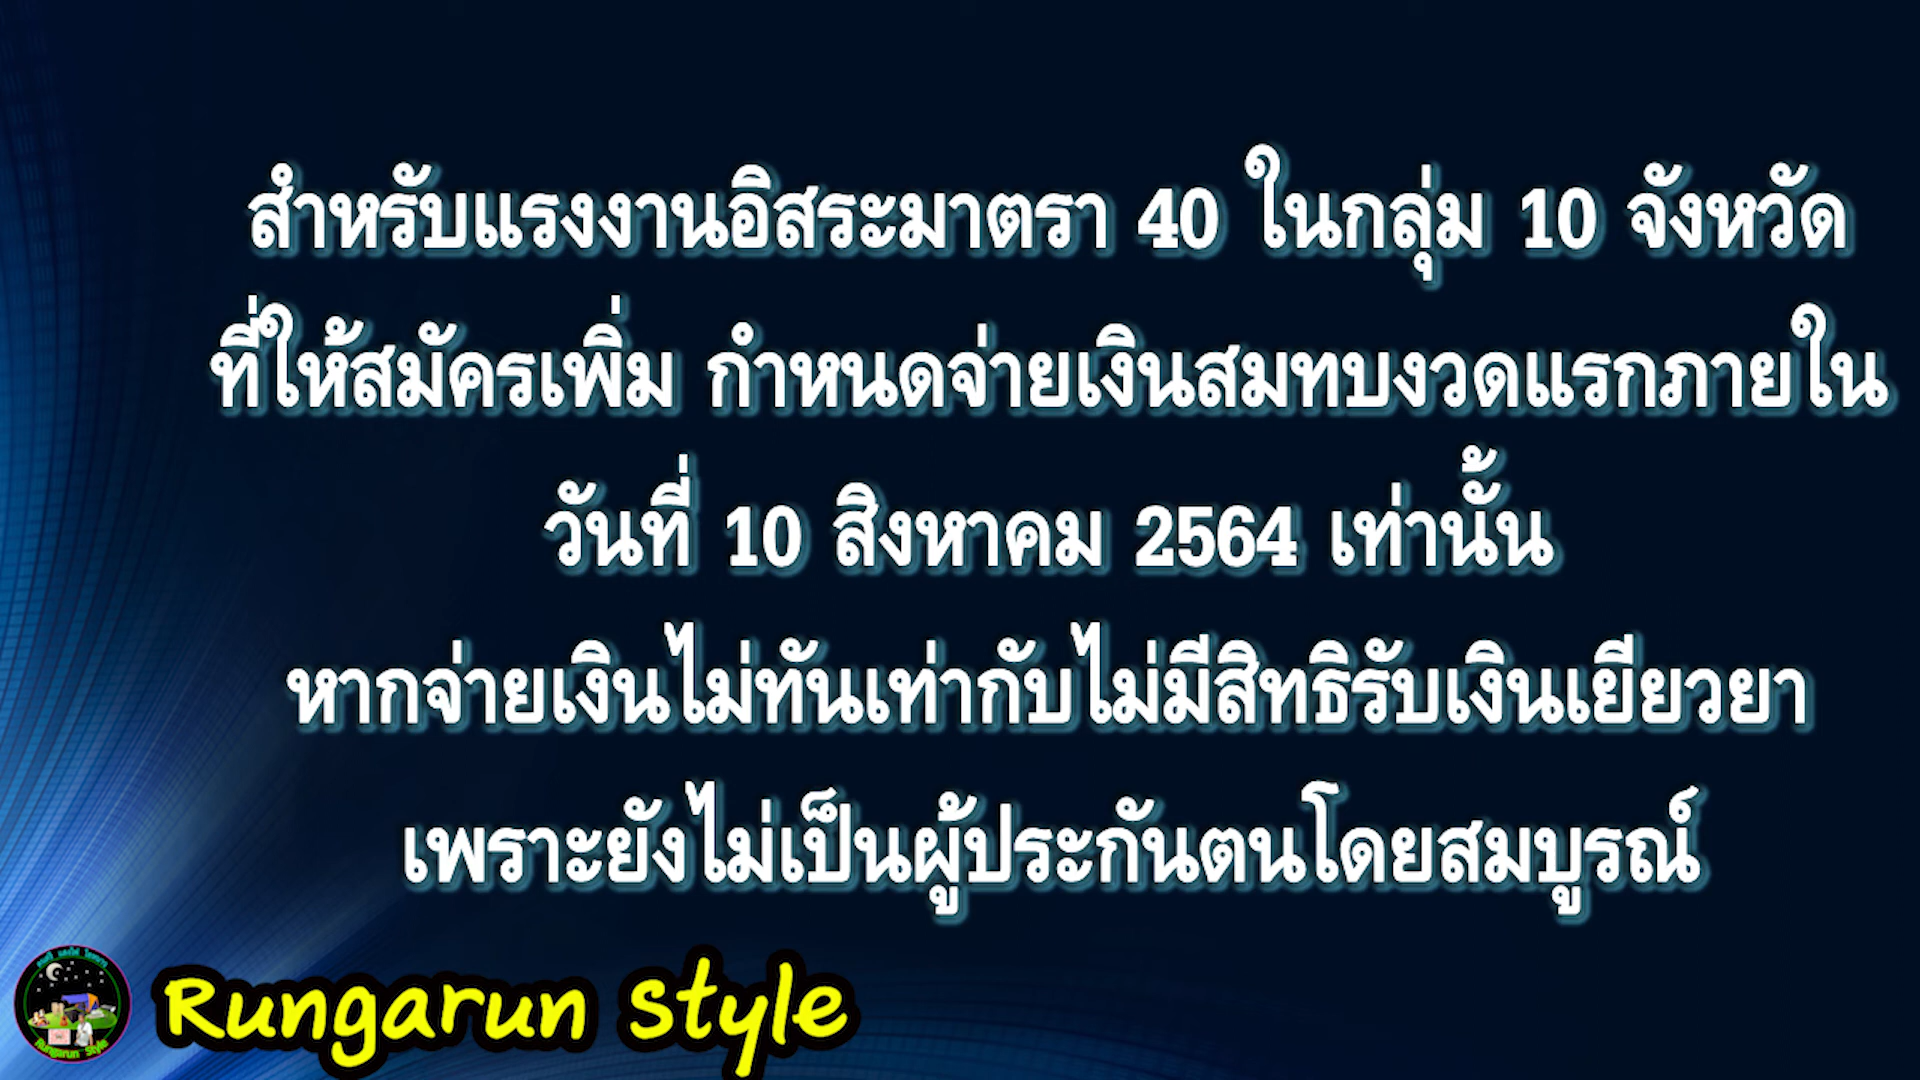 สำหรับแรงงานอิสระมาตรา 40 ในกลุ่ม 10 จังหวัด
ที่ให้สมัครเพิ่ม กำหนดจ่ายเงินสมทบงวดแรกภายใน
วันที่ 10 สิงหาคม 2564 เท่านั้น
หากจ่ายเงินไม่ทันเท่ากับไม่มีสิทธิรับเงินเยียวยา
เพราะยังไม่เป็นผู้ประกันตนโดยสมบูรณ์
Rungarun Style
Rungarun Style